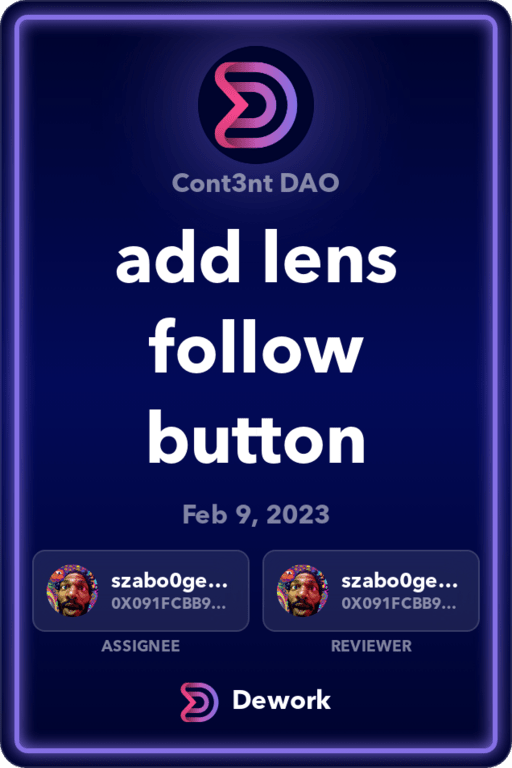 Cont3nt DAO
add lens
follow
button
Feb 9, 2023
szabo0ge...
0X091FCBB9...
ASSIGNEE
szabo0ge...
0X091FCBB9...
REVIEWER
Dework